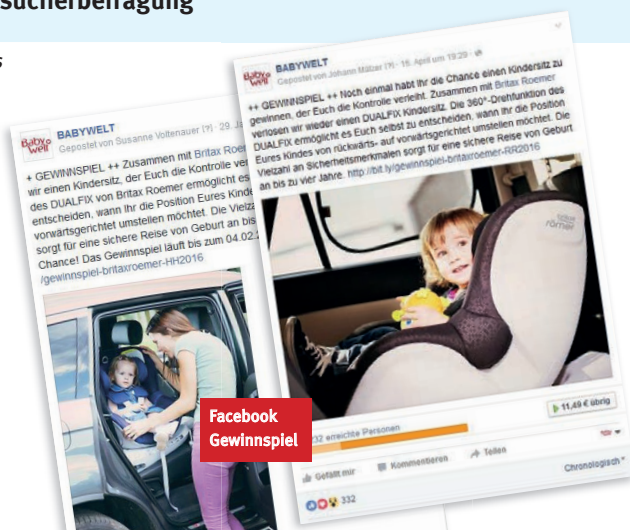 sucherbefragung
Baby
welt
BABYWELT
Gepostet von Susanne Voltenauer [?] · 29. Ja
+ GEWINNSPIEL ++ Zusammen mit Britax Roe
wir einen Kindersitz, der Euch die Kontrolle ver
des DUALFIX von Britax Roemer ermöglicht es
entscheiden, wann Ihr die Position Eures Kinde
vorwärtsgerichtet umstellen möchtet. Die Vielza
sorgt für eine sichere Reise von Geburt an bis
Chance! Das Gewinnspiel läuft bis zum 04.02.2
/gewinnspiel-britaxroemer-HH2016
Baby
welt
BABYWELT
Gepostet von Johann Mälzer [?] · 16. April um 19:29 ·
++ GEWINNSPIEL ++ Noch einmal habt Ihr die Chance einen Kindersitz zu
gewinnen, der Euch die Kontrolle verleiht. Zusammen mit Britax Roemer
verlosen wir wieder einen DUALFIX Kindersitz. Die 360°-Drehfunktion des
DUALFIX ermöglicht es Euch selbst zu entscheiden, wann Ihr die Position
Eures Kindes von rückwärts- auf vorwärtsgerichtet umstellen möchtet. Die
Vielzahl an Sicherheitsmerkmalen sorgt für eine sichere Reise von Geburt
an bis zu vier Jahre. http://bit.ly/gewinnspiel-britaxroemer-RR2016
britax
römer
11,49 € übrig
232 erreichte Personen
Gefällt mir
Kommentieren
Teilen
Chronologisch
332
Facebook
Gewinnspiel